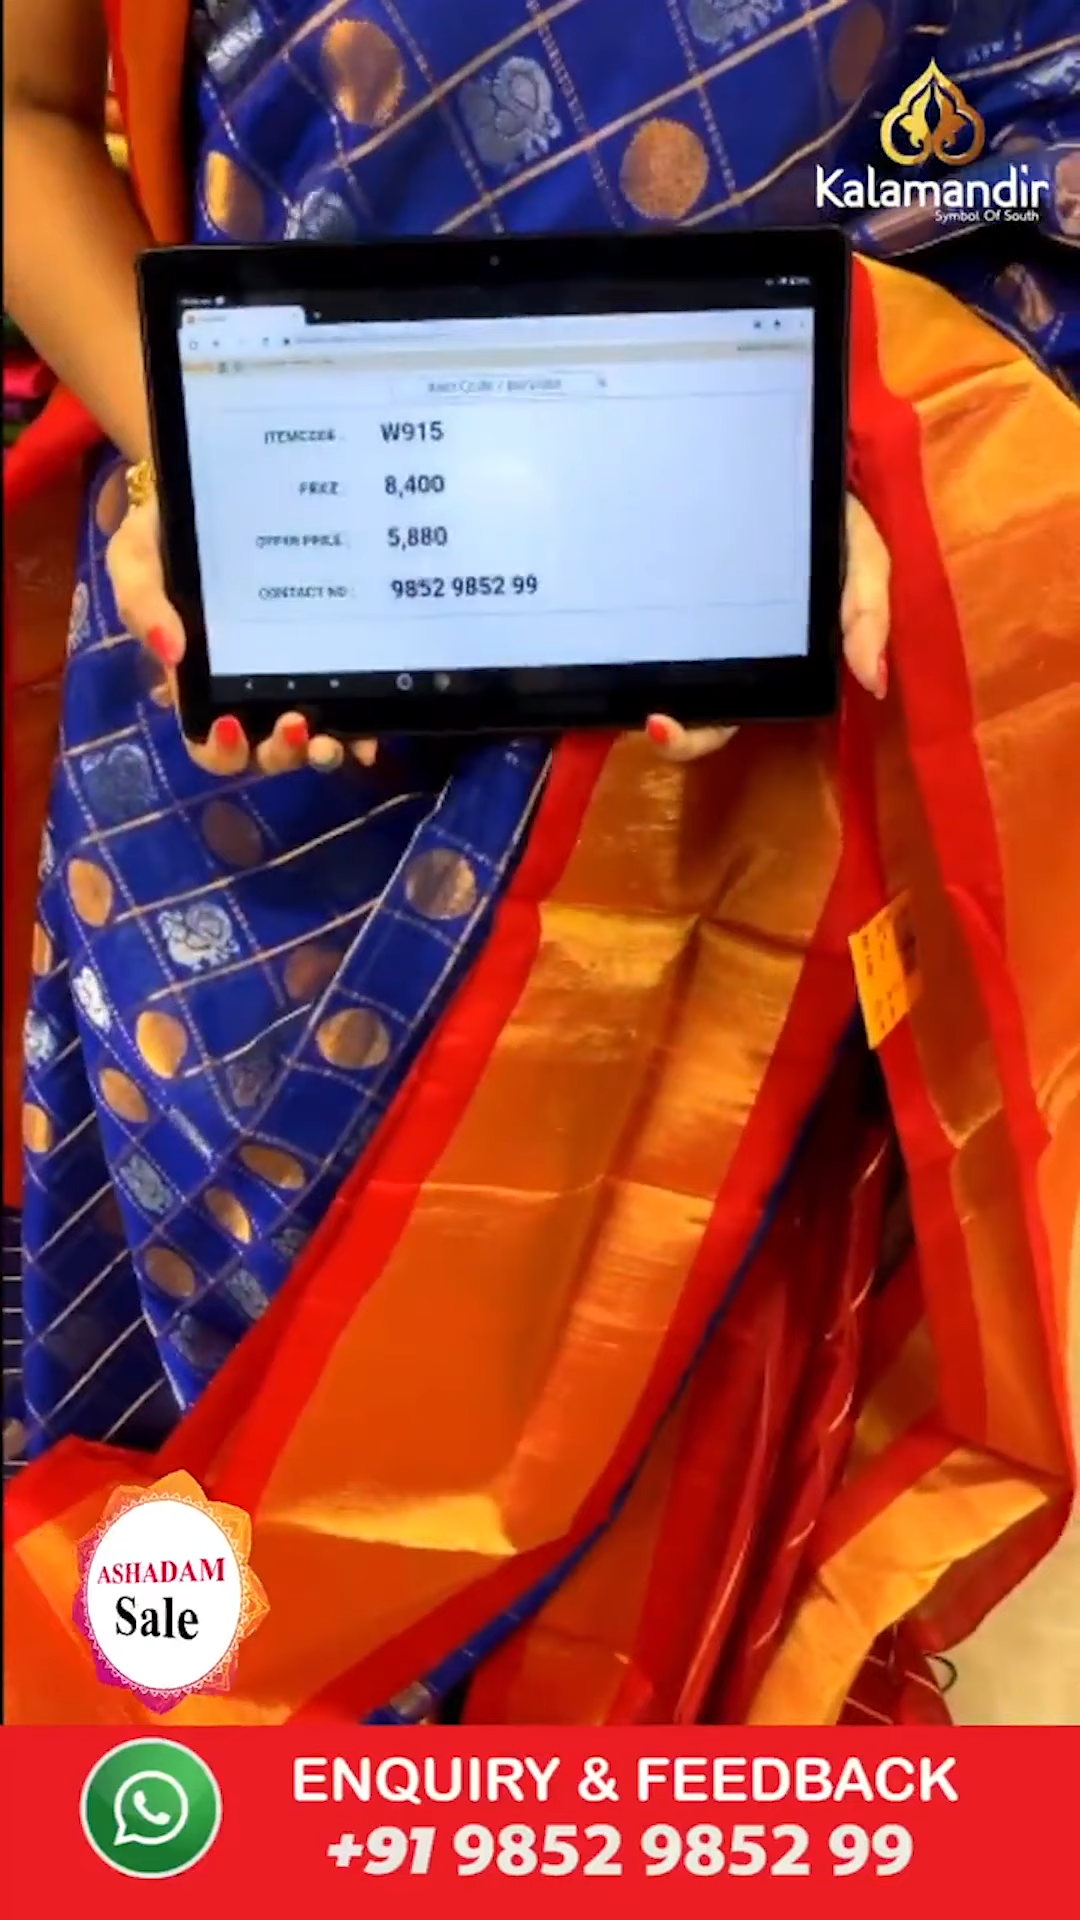 Kalamandir
Symbol Of South
ITEMCODE : W915
PRICE : 8,400
OFFER PRICE : 5,880
CONTACT NO : 9852 9852 99
ASHADAM
Sale
ENQUIRY & FEEDBACK
+91 9852 9852 99